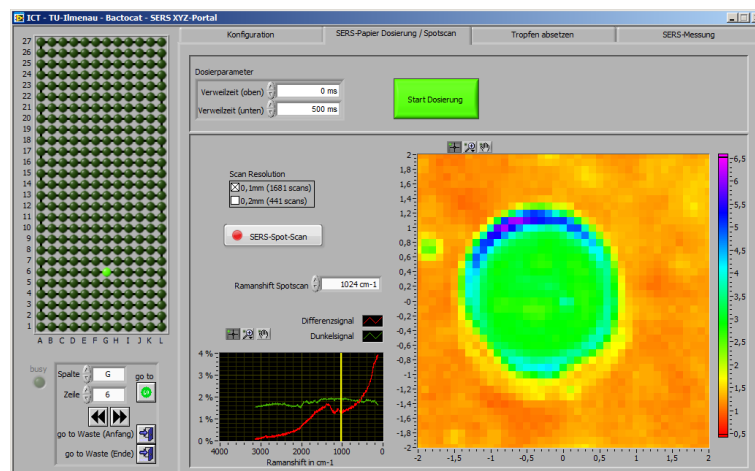 ICT - TU-Ilmenau - Bactocat - SERS XYZ-Portal
Konfiguration
SERS-Papier Dosierung / Spotscan
Tropfen absetzen
SERS-Messung
27
26
25
24
23
22
21
20
19
18
17
16
15
14
13
12
11
10
9
8
7
6
5
4
3
2
1
A B C D E F G H I J K L
busy
Spalte G go to
Zeile 6
go to Waste (Anfang)
go to Waste (Ende)
Dosierparameter
Verweilzeit (oben) 0 ms
Verweilzeit (unten) 500 ms
Start Dosierung
Scan Resolution
0,1mm (1681 scans)
0,2mm (441 scans)
SERS-Spot-Scan
Ramanshift Spotscan 1024 cm-1
Differenzsignal
Dunkelsignal
4 %
3 %
2 %
1 %
0 %
4000 3000 2000 1000 0
Ramanshift in cm-1
2
1,8
1,6
1,4
1,2
1
0,8
0,6
0,4
0,2
-0
-0,2
-0,4
-0,6
-0,8
-1
-1,2
-1,4
-1,6
-1,8
-2
-2 -1,5 -1 -0,5 0 0,5 1 1,5 2
6,5
6
5,5
5
4,5
4
3,5
3
2,5
2
1,5
1
0,5